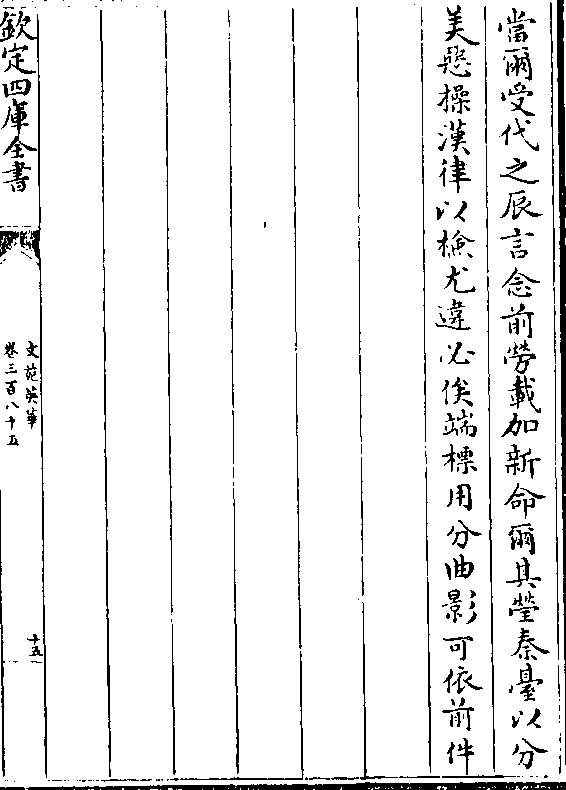 當爾受代之辰言念前勞載加新命爾其瑩秦臺以分
美惡操漢律以檢尤違必俟端標用分曲影可依前件
欽定四庫全書
文苑英華
卷三百八十五
十五